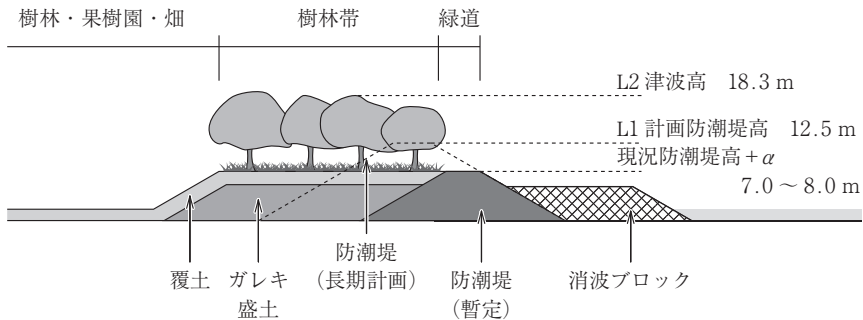 樹林・果樹園・畑
樹林帯
緑道
L2 津波高 18.3 m
L1 計画防潮堤高 12.5 m
現況防潮堤高+α
7.0 ~ 8.0 m
覆土
ガレキ
盛土
防潮堤
(長期計画)
防潮堤
(暫定)
消波ブロック